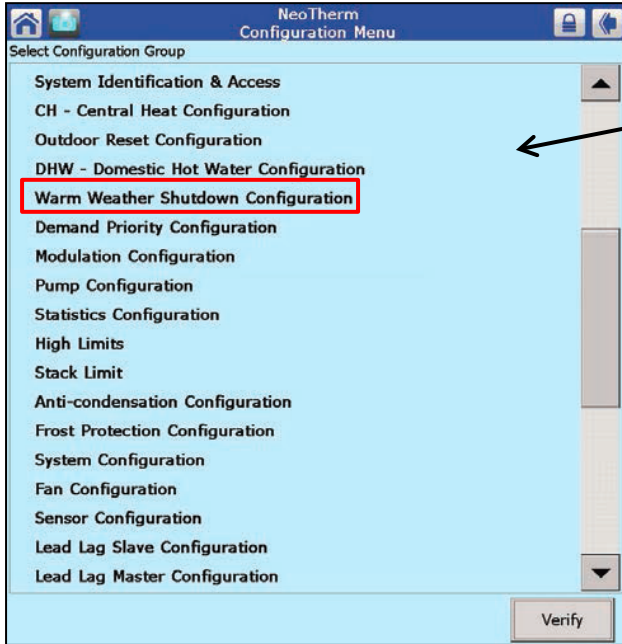 NeoTherm
Configuration Menu
Select Configuration Group
System Identification & Access
CH - Central Heat Configuration
Outdoor Reset Configuration
DHW - Domestic Hot Water Configuration
Warm Weather Shutdown Configuration
Demand Priority Configuration
Modulation Configuration
Pump Configuration
Statistics Configuration
High Limits
Stack Limit
Anti-condensation Configuration
Frost Protection Configuration
System Configuration
Fan Configuration
Sensor Configuration
Lead Lag Slave Configuration
Lead Lag Master Configuration
Verify